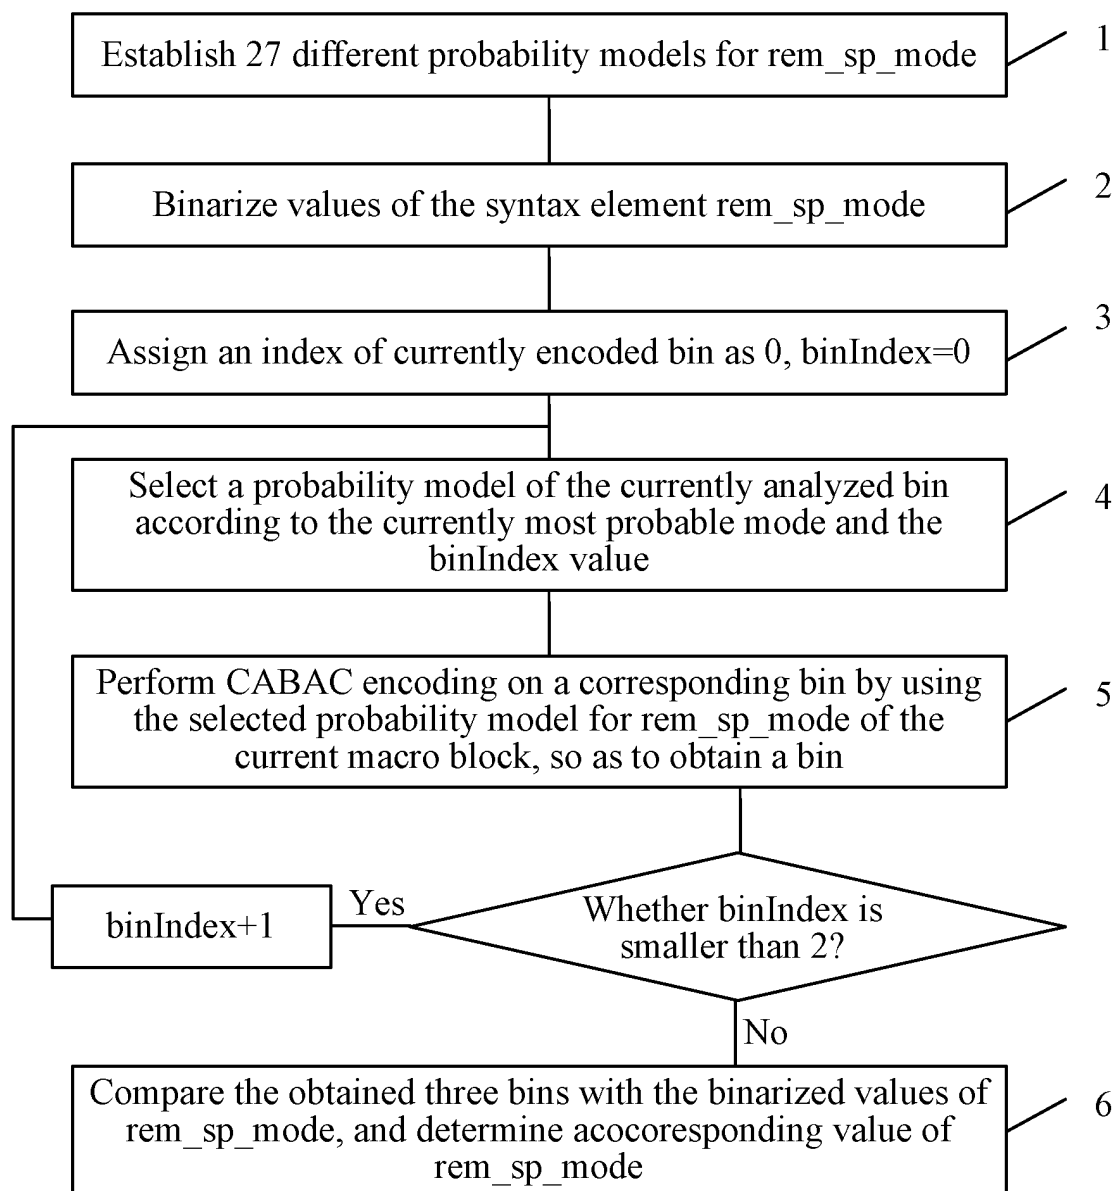 Establish 27 different probability models for rem_sp_mode
1
Binarize values of the syntax element rem_sp_mode
2
Assign an index of currently encoded bin as 0, binIndex=0
3
Select a probability model of the currently analyzed bin
according to the currently most probable mode and the
binIndex value
4
Perform CABAC encoding on a corresponding bin by using
the selected probability model for rem_sp_mode of the
current macro block, so as to obtain a bin
5
Whether binIndex is
smaller than 2?
Yes
binIndex+1
No
Compare the obtained three bins with the binarized values of
rem_sp_mode, and determine acocoresponding value of
rem_sp_mode
6